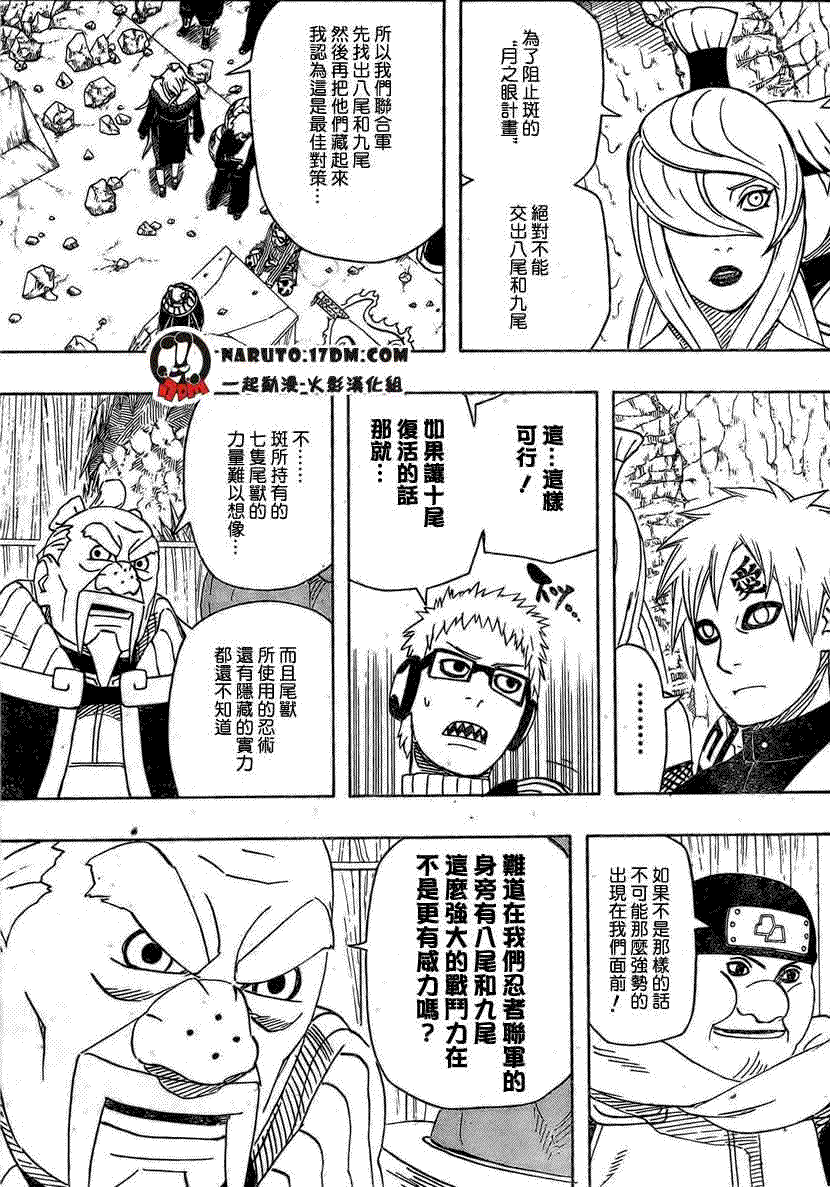 為了阻止斑的
"月之眼計畫"
絕對不能
交出八尾和九尾
所以我們聯合軍
先找出八尾和九尾
然後再把他們藏起來
我認為這是最佳對策…
NARUTO.17DM.COM
一起動漫-火影漢化組
DM
愛
………
這…這樣
可行！
如果讓十尾
復活的話
那就…
不……
斑所持有的
七隻尾獸的
力量難以想像…
而且尾獸
所使用的忍術
還有隱藏的實力
都還不知道
如果不是那樣的話
不可能那麼強勢的
出現在我們面前！
難道在我們忍者聯軍的
身旁有八尾和九尾
這麼強大的戰鬥力在
不是更有威力嗎？